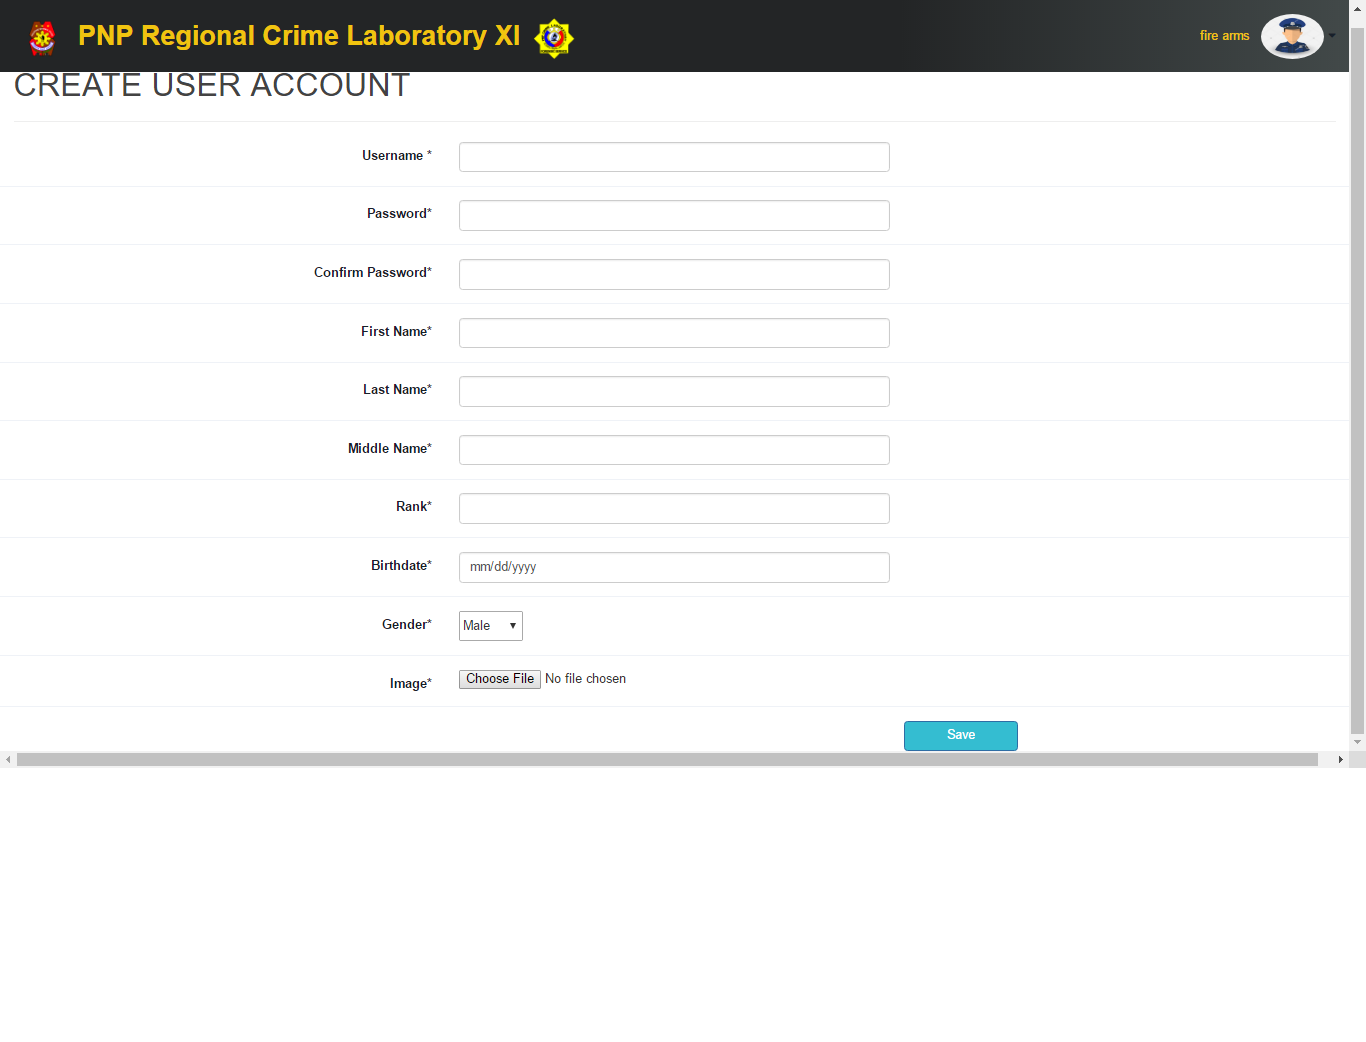 PNP Regional Crime Laboratory XI
fire arms
CREATE USER ACCOUNT
Username *
Password*
Confirm Password*
First Name*
Last Name*
Middle Name*
Rank*
Birthdate* mm/dd/yyyy
Gender* Male
Image* Choose File No file chosen
Save